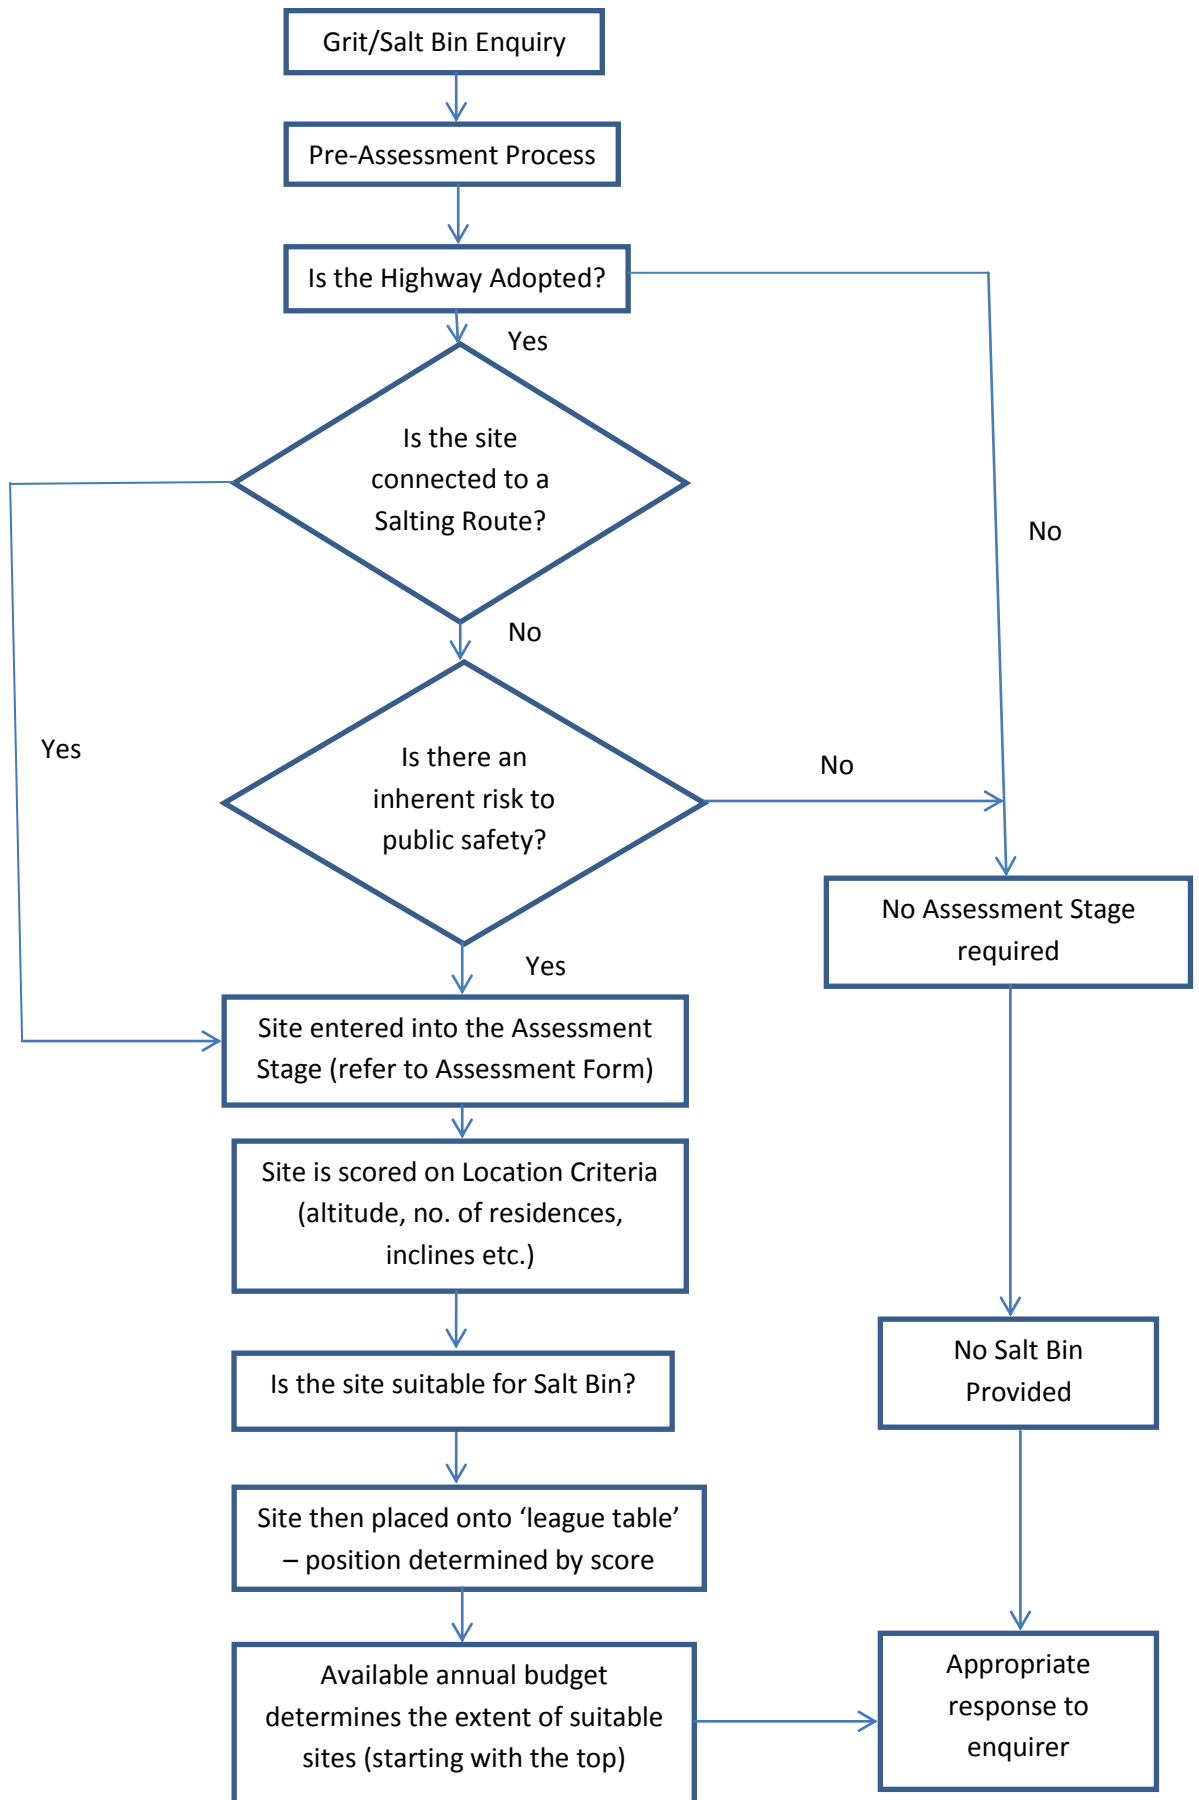 Grit/Salt Bin Enquiry
Pre-Assessment Process
Is the Highway Adopted?
Yes
Is the site
connected to a
Salting Route?
No
No
Yes
Is there an
inherent risk to
public safety?
No
Yes
No Assessment Stage
required
Site entered into the Assessment
Stage (refer to Assessment Form)
Site is scored on Location Criteria
(altitude, no. of residences,
inclines etc.)
Is the site suitable for Salt Bin?
No Salt Bin
Provided
Site then placed onto ‘league table’
– position determined by score
Available annual budget
determines the extent of suitable
sites (starting with the top)
Appropriate
response to
enquirer